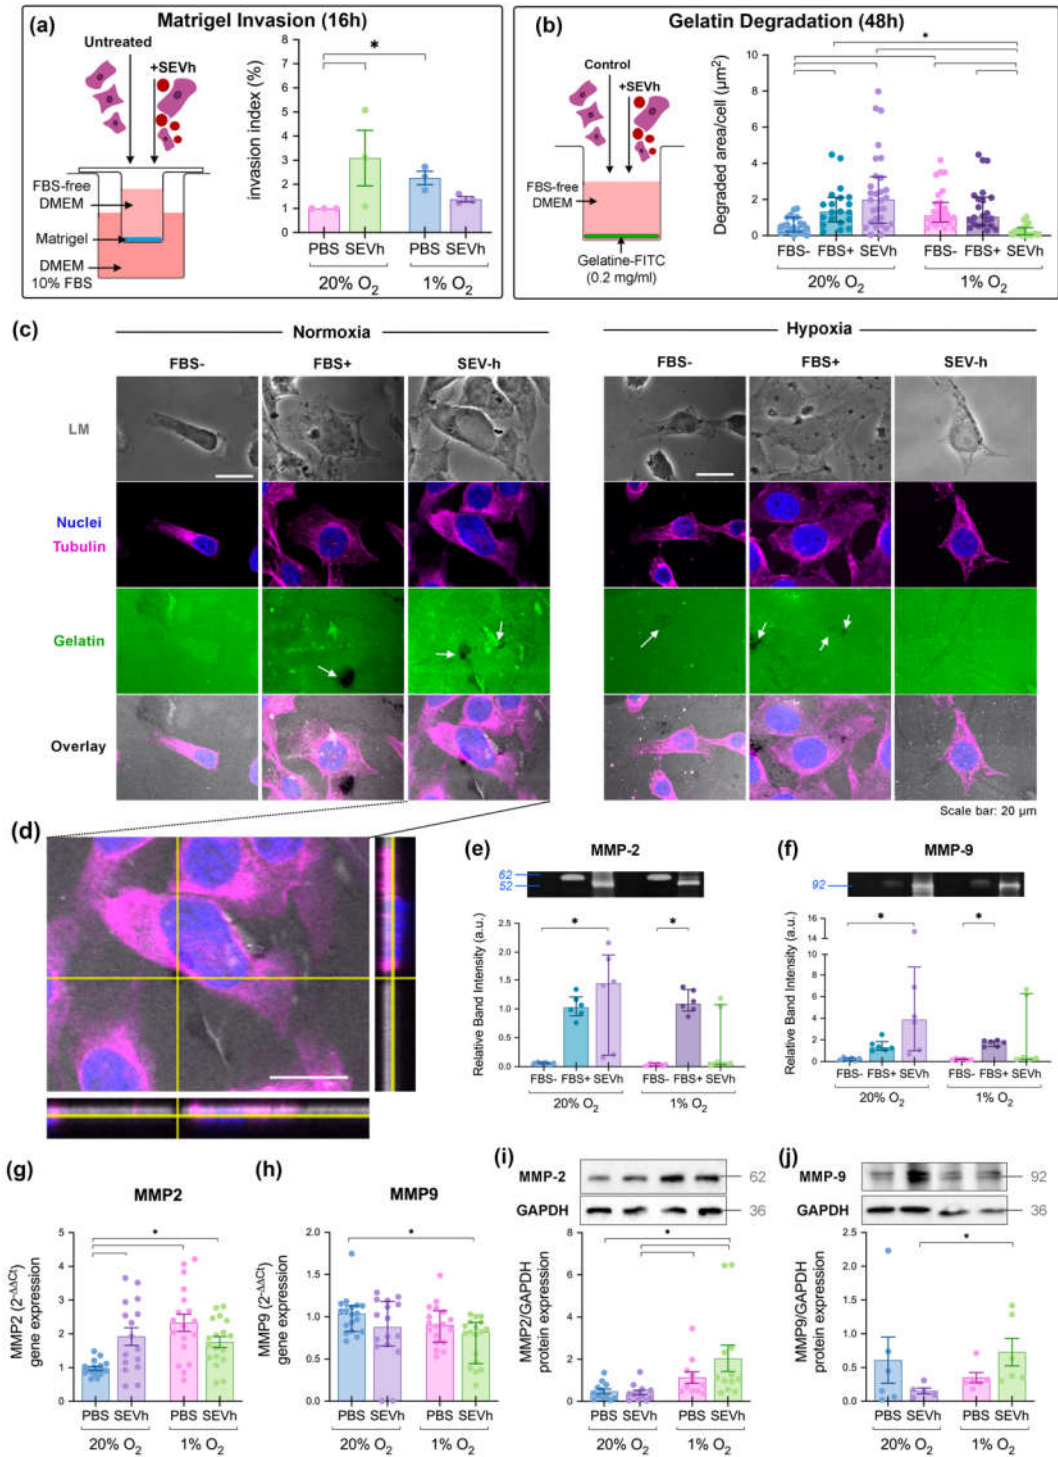 (a)
Matrigel Invasion (16h)
Untreated
+SEVh
FBS-free
DMEM
Matrigel
DMEM
10% FBS
invasion index (%)
8
7
6
5
4
3
2
1
0
*
PBS
SEVh
PBS
SEVh
20% O₂
1% O₂
(b)
Gelatin Degradation (48h)
Control
+SEVh
FBS-free
DMEM
Gelatine-FITC
(0.2 mg/ml)
Degraded area/cell (µm²)
10
8
6
4
2
0
*
FBS-
FBS+
SEVh
FBS-
FBS+
SEVh
20% O₂
1% O₂
(c)
Normoxia
Hypoxia
FBS-
FBS+
SEV-h
FBS-
FBS+
SEV-h
LM
Nuclei
Tubulin
Gelatin
Overlay
Scale bar: 20 µm
(d)
(e)
MMP-2
62
52
Relative Band Intensity (a.u.)
2.5
2.0
1.5
1.0
0.5
0.0
*
*
FBS-
FBS+
SEVh
FBS-
FBS+
SEVh
20% O₂
1% O₂
(f)
MMP-9
92
Relative Band Intensity (a.u.)
16
14
10
8
6
4
2
0
*
*
FBS-
FBS+
SEVh
FBS-
FBS+
SEVh
20% O₂
1% O₂
(g)
MMP2
MMP2 (2^-ΔΔCt)
gene expression
5
4
3
2
1
0
*
PBS
SEVh
PBS
SEVh
20% O₂
1% O₂
(h)
MMP9
MMP9 (2^-ΔΔCt)
gene expression
2.0
1.5
1.0
0.5
0.0
*
PBS
SEVh
PBS
SEVh
20% O₂
1% O₂
(i)
MMP-2
62
GAPDH
36
MMP2/GAPDH
protein expression
8
6
4
2
0
*
PBS
SEVh
PBS
SEVh
20% O₂
1% O₂
(j)
MMP-9
92
GAPDH
36
MMP9/GAPDH
protein expression
2.5
2.0
1.5
1.0
0.5
0.0
*
PBS
SEVh
PBS
SEVh
20% O₂
1% O₂